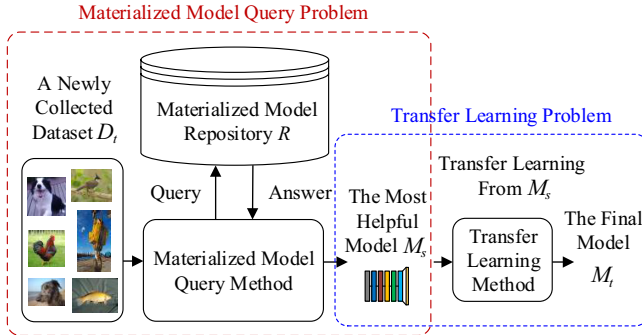 Materialized Model Query Problem
A Newly
Collected
Dataset D_t
Materialized Model
Repository R
Transfer Learning Problem
Query
Answer
Materialized Model
Query Method
The Most
Helpful
Model M_s
Transfer Learning
From M_s
Transfer
Learning
Method
The Final
Model
M_t